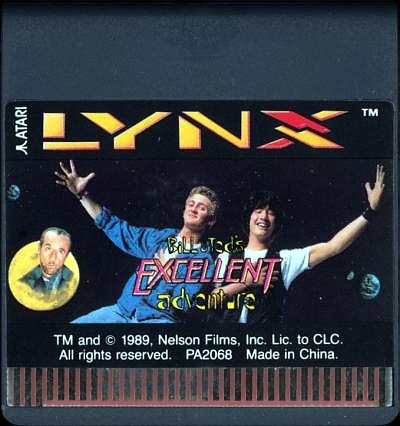 ATARI
LYNX TM
BiLL & Ted's
EXCELLENT
adventure
TM and © 1989, Nelson Films, Inc. Lic. to CLC.
All rights reserved. PA2068 Made in China.